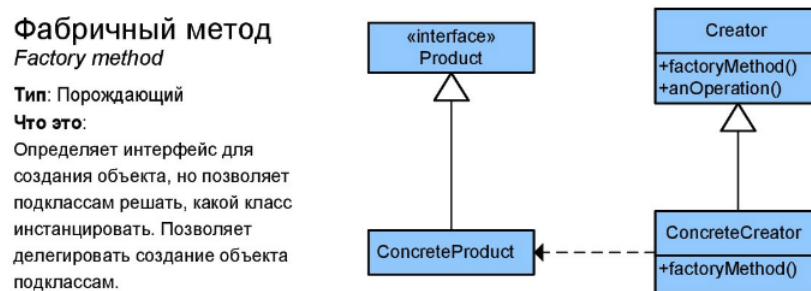 Фабричный метод
Factory method
Тип: Порождающий
Что это:
Определяет интерфейс для
создания объекта, но позволяет
подклассам решать, какой класс
инстанцировать. Позволяет
делегировать создание объекта
подклассам.
«interface»
Product
Creator
+factoryMethod()
+anOperation()
ConcreteProduct
ConcreteCreator
+factoryMethod()